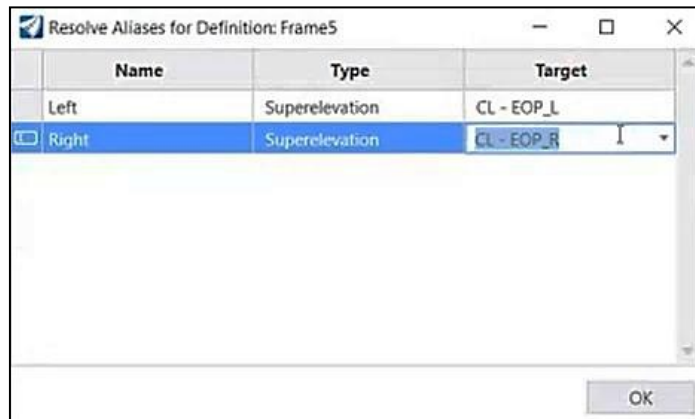 Resolve Aliases for Definition: Frame5
Name Type Target
Left Superelevation CL - EOP_L
Right Superelevation CL - EOP_R
OK